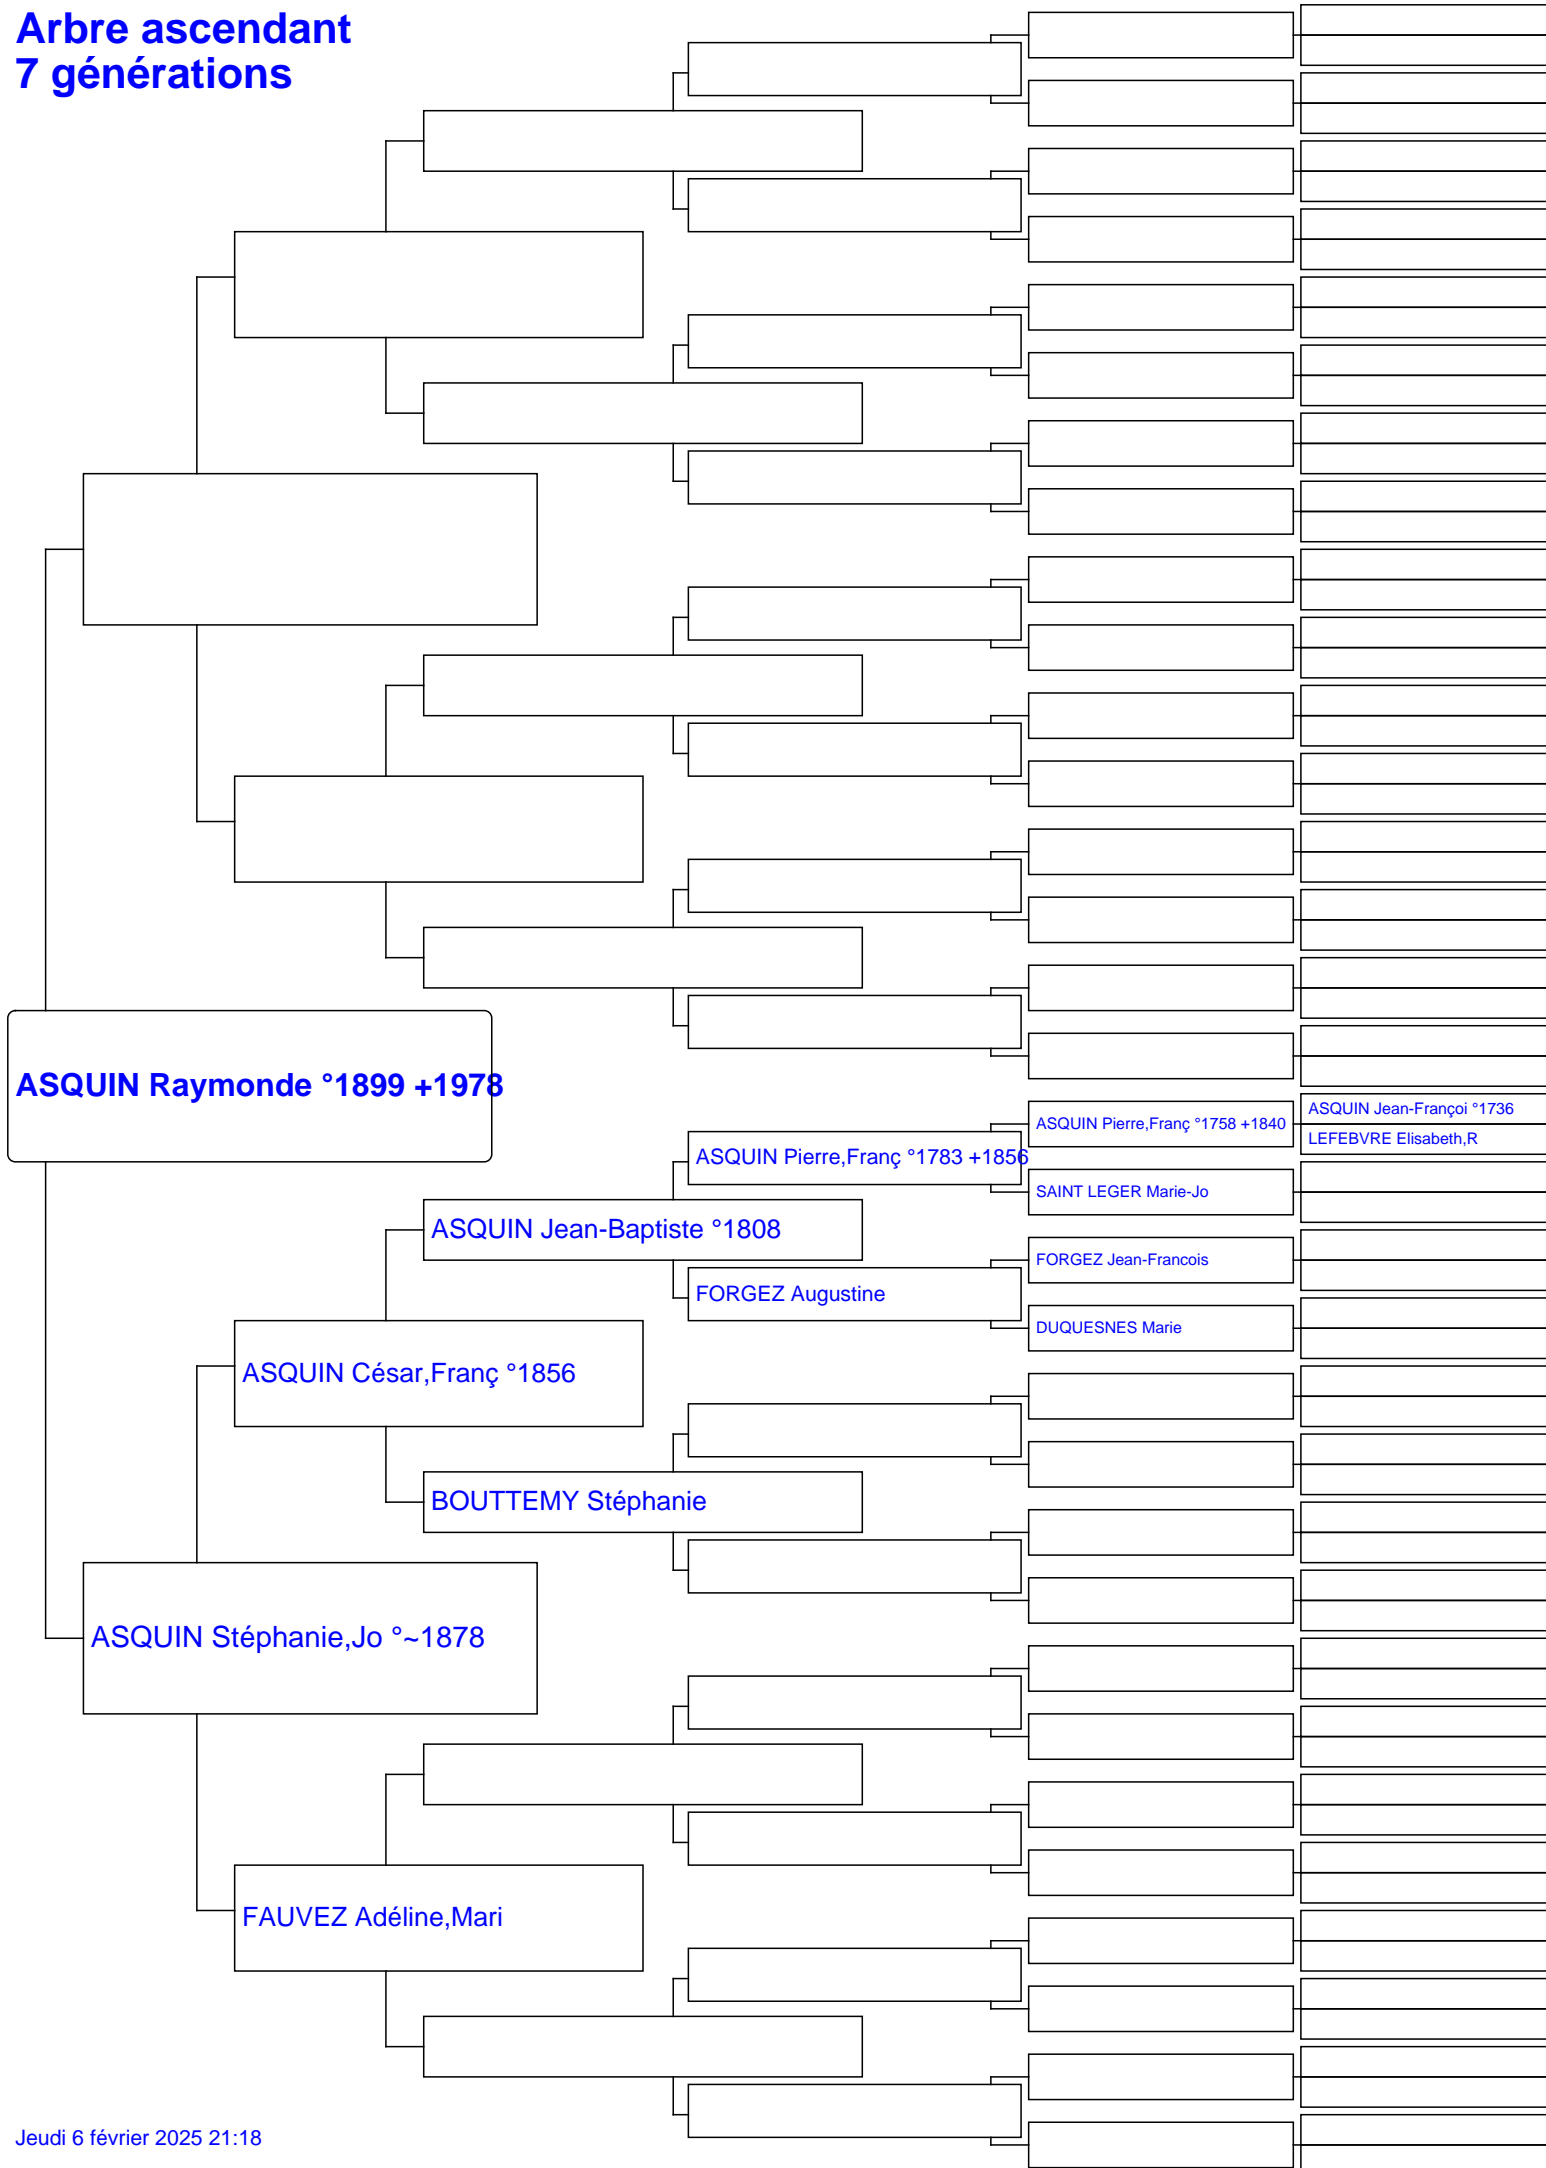 Arbre ascendant
7 générations
ASQUIN Raymonde °1899 +1978
ASQUIN Pierre,Franç °1758 +1840
ASQUIN Jean-Françoi °1736
LEFEBVRE Elisabeth,R
ASQUIN Pierre,Franç °1783 +1856
SAINT LEGER Marie-Jo
ASQUIN Jean-Baptiste °1808
FORGEZ Jean-Francois
FORGEZ Augustine
DUQUESNES Marie
ASQUIN César,Franç °1856
BOUTTEMY Stéphanie
ASQUIN Stéphanie,Jo °~1878
FAUVEZ Adéline,Mari
Jeudi 6 février 2025 21:18